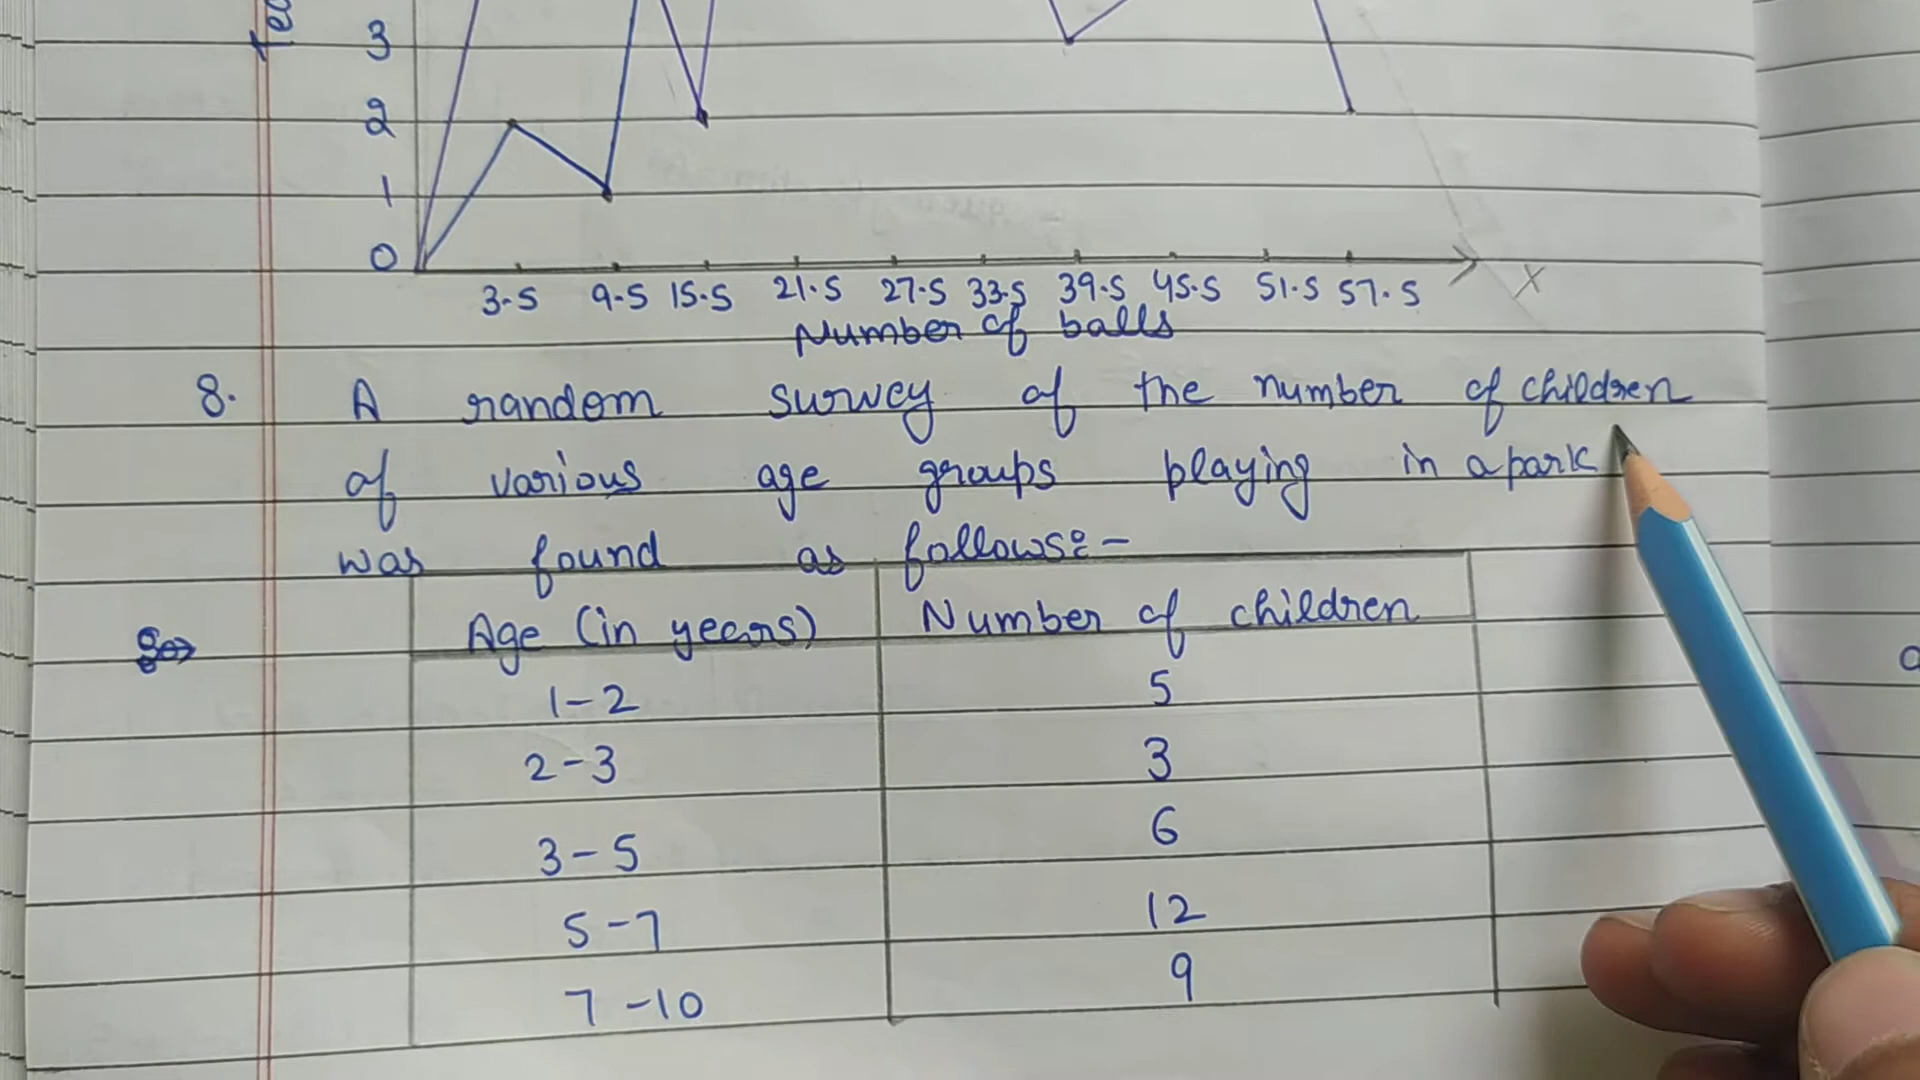 3
2
1
0
3.5 9.5 15.5 21.5 27.5 33.5 39.5 45.5 51.5 57.5 X
Number of balls
8. A random survey of the number of children
of various age groups playing in a park
was found as follows:-
Age (in years) Number of children
1-2 5
2-3 3
3-5 6
5-7 12
7-10 9